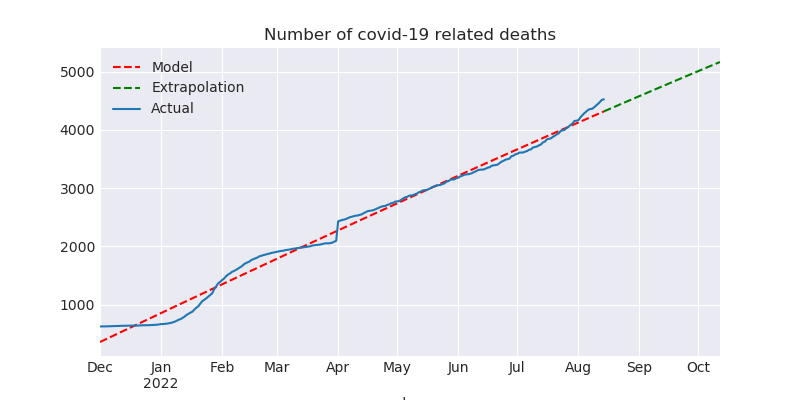 Number of covid-19 related deaths
Model
Extrapolation
Actual
5000
4000
3000
2000
1000
Dec Jan Feb Mar Apr May Jun Jul Aug Sep Oct
2022